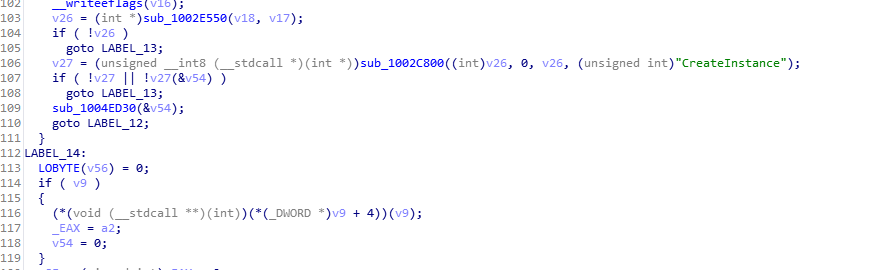 102 __writeeflags(v16);
103 v26 = (int *)sub_1002E550(v18, v17);
104 if ( !v26 )
105 goto LABEL_13;
106 v27 = (unsigned __int8 (__stdcall *)(int *))sub_1002C800((int)v26, 0, v26, (unsigned int)"CreateInstance");
107 if ( !v27 || !v27(&v54) )
108 goto LABEL_13;
109 sub_1004ED30(&v54);
110 goto LABEL_12;
111 }
112 LABEL_14:
113 LOBYTE(v56) = 0;
114 if ( v9 )
115 {
116 (*(void (__stdcall **)(int))(*(_DWORD *)v9 + 4))(v9);
117 _EAX = a2;
118 v54 = 0;
119 }